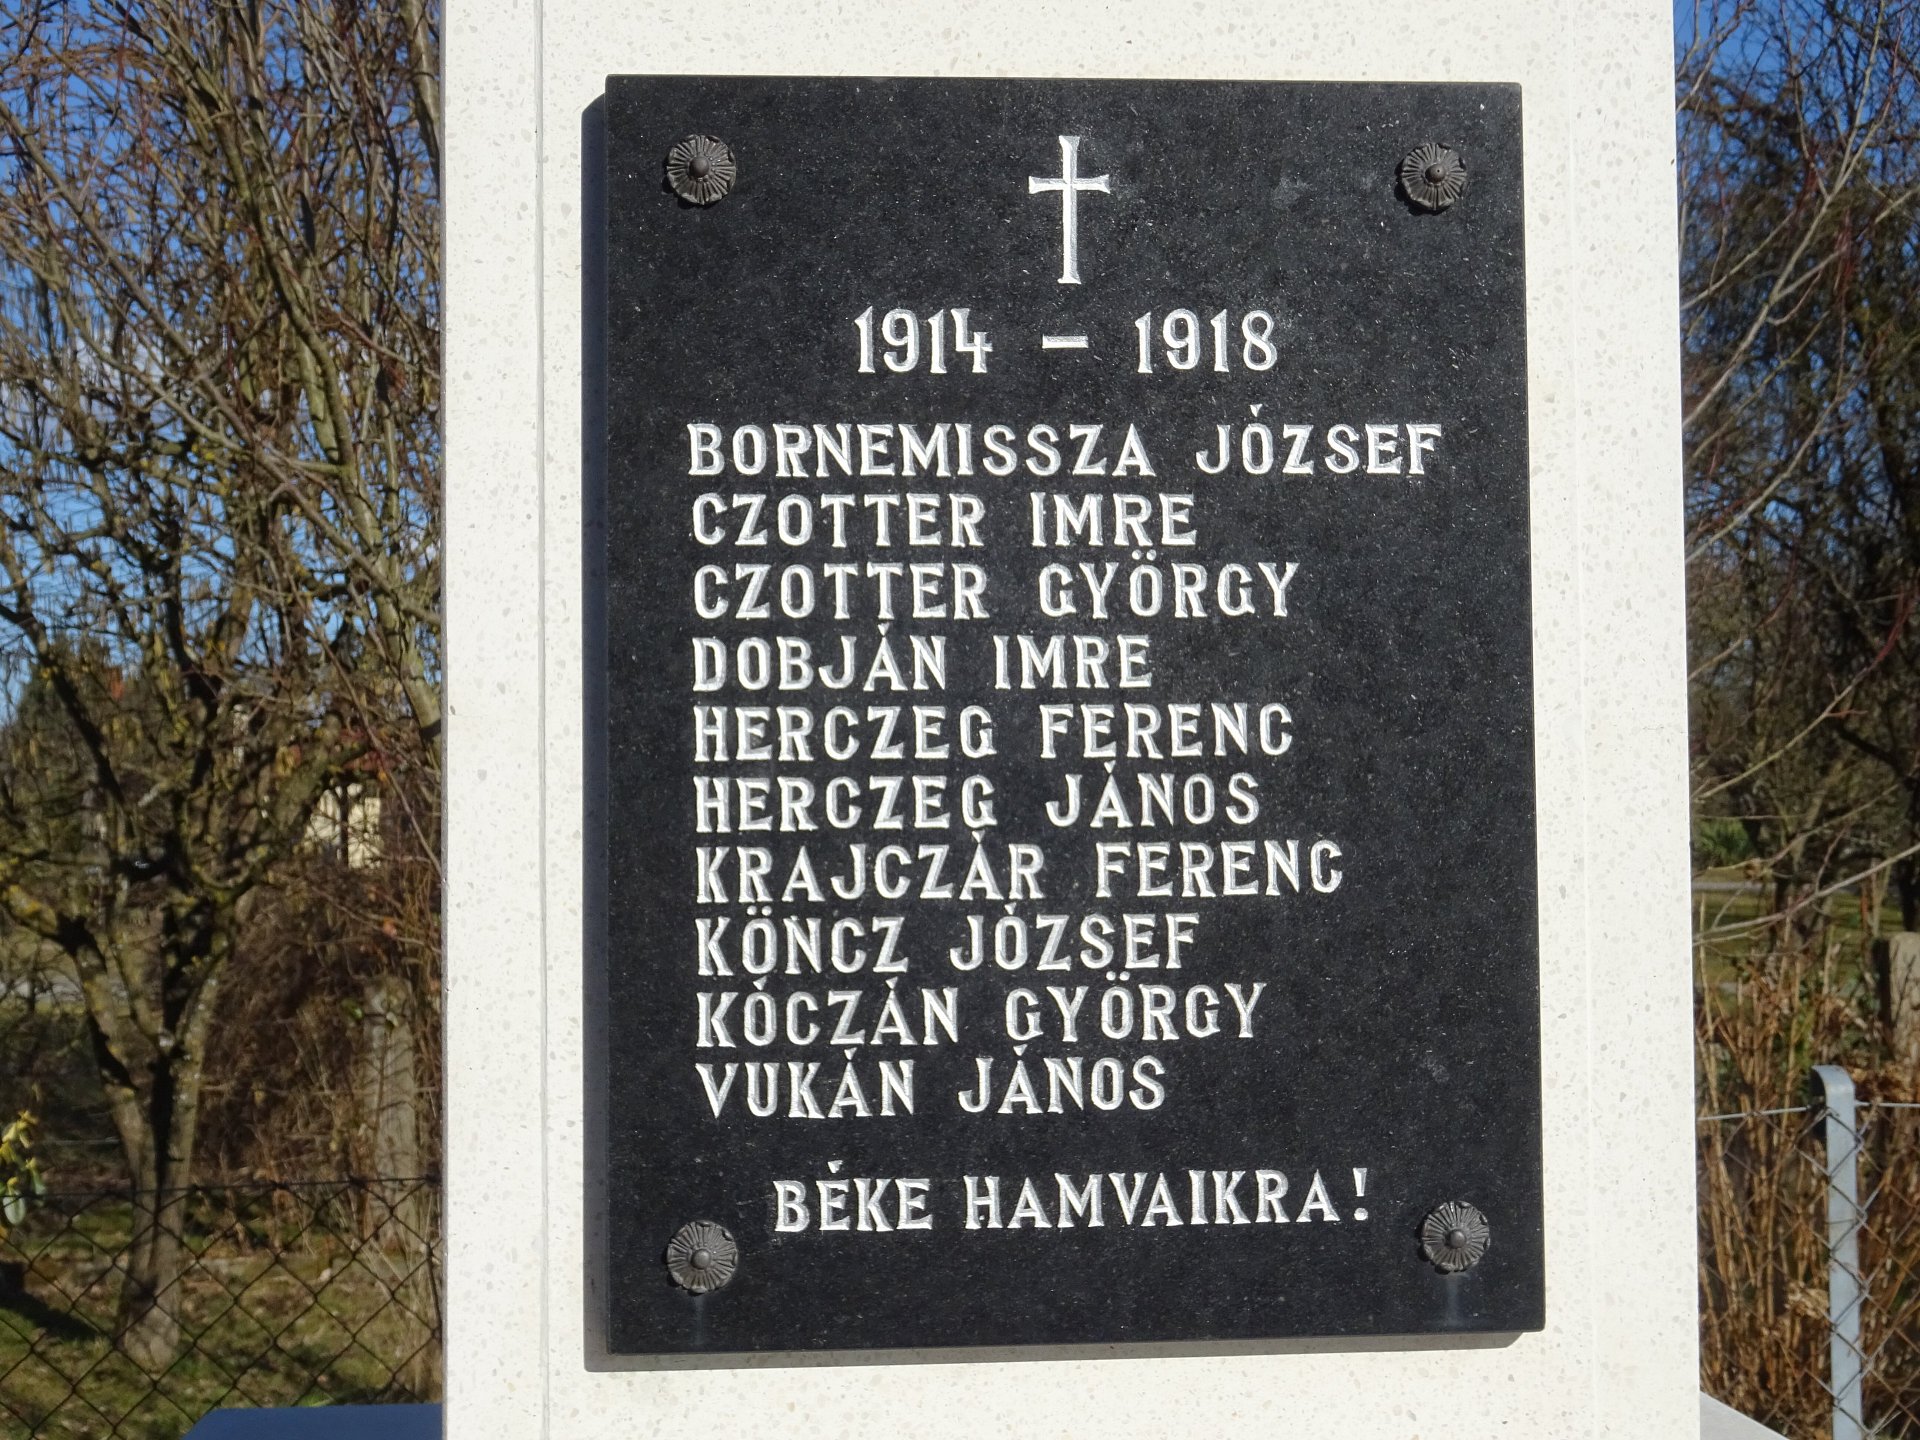 1914 – 1918
BORNEMISSZA JÓZSEF
CZOTTER IMRE
CZOTTER GYÖRGY
DOBJÁN IMRE
HERCZEG FERENC
HERCZEG JÁNOS
KRAJCZÁR FERENC
KÖNCZ JÓZSEF
KÓCZÁN GYÖRGY
VUKÁN JÁNOS
BÉKE HAMVAIKRA!